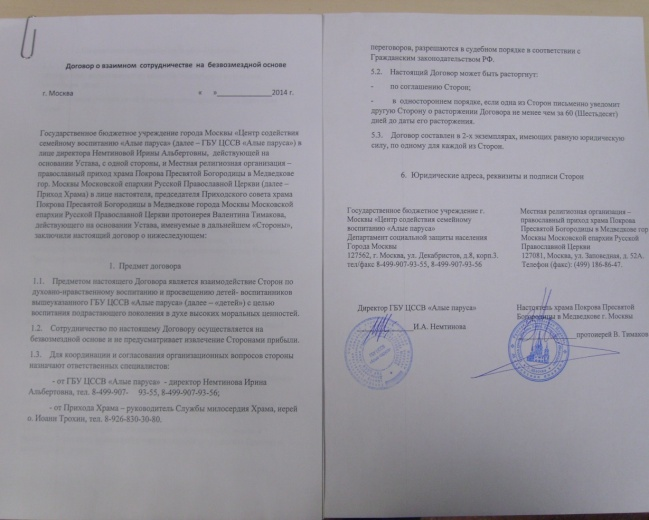 Договор о взаимном сотрудничестве на безвозмездной основе
г. Москва « »________________2014 г.
Государственное бюджетное учреждение города Москвы «Центр содействия
семейному воспитанию «Алые паруса» (далее – ГБУ ЦССВ «Алые паруса») в
лице директора Немтиновой Ирины Альбертовны, действующей на
основании Устава, с одной стороны, и Местная религиозная организация –
православный приход храма Покрова Пресвятой Богородицы в Медведкове
гор. Москвы Московской епархии Русской Православной Церкви (далее –
Приход Храма) в лице настоятеля, председателя Приходского совета храма
Покрова Пресвятой Богородицы в Медведкове города Москвы Московской
епархии Русской Православной Церкви протоиерея Валентина Тимакова,
действующего на основании Устава, именуемые в дальнейшем «Стороны»,
заключили настоящий договор о нижеследующем:
1. Предмет договора
1.1. Предметом настоящего Договора является взаимодействие Сторон по
духовно-нравственному воспитанию и просвещению детей- воспитанников
вышеуказанного ГБУ ЦССВ «Алые паруса» (далее – «детей») с целью
воспитания подрастающего поколения в духе высоких моральных ценностей.
1.2. Сотрудничество по настоящему Договору осуществляется на
безвозмездной основе и не предусматривает извлечение Сторонами прибыли.
1.3. Для координации и согласования организационных вопросов стороны
назначают ответственных специалистов:
- от ГБУ ЦССВ «Алые паруса» - директор Немтинова Ирина
Альбертовна, тел. 8-499-907- 93-55, 8-499-907-93-56;
- от Прихода Храма – руководитель Службы милосердия Храма, иерей
о. Иоанн Трохин, тел. 8-926-830-30-80.
переговоров, разрешаются в судебном порядке в соответствии с
Гражданским законодательством РФ.
5.2. Настоящий Договор может быть расторгнут:
- по соглашению Сторон;
- в одностороннем порядке, если одна из Сторон письменно уведомит
другую Сторону о расторжении Договора не менее чем за 60 (Шестьдесят)
дней до даты его расторжения.
5.3. Договор составлен в 2-х экземплярах, имеющих равную юридическую
силу, по одному для каждой из Сторон.
6. Юридические адреса, реквизиты и подписи Сторон
Государственное бюджетное учреждение г.
Москвы «Центр содействия семейному
воспитанию «Алые паруса»
Департамент социальной защиты населения
Города Москвы
127562, г. Москва, ул. Декабристов, д.8, корп.3.
тел/факс 8-499-907-93-55, 8-499-907-93-56
Местная религиозная организация –
православный приход храма Покрова
Пресвятой Богородицы в Медведкове гор
Москвы Московской епархии Русской
Православной Церкви
127081, Москва, ул. Заповедная, д. 52А.
Телефон (факс): (499) 186-86-47.
Директор ГБУ ЦССВ «Алые паруса»
И.А. Немтинова
Настоятель храма Покрова Пресвятой
Богородицы в Медведкове г. Москвы
протоиерей В. Тимаков